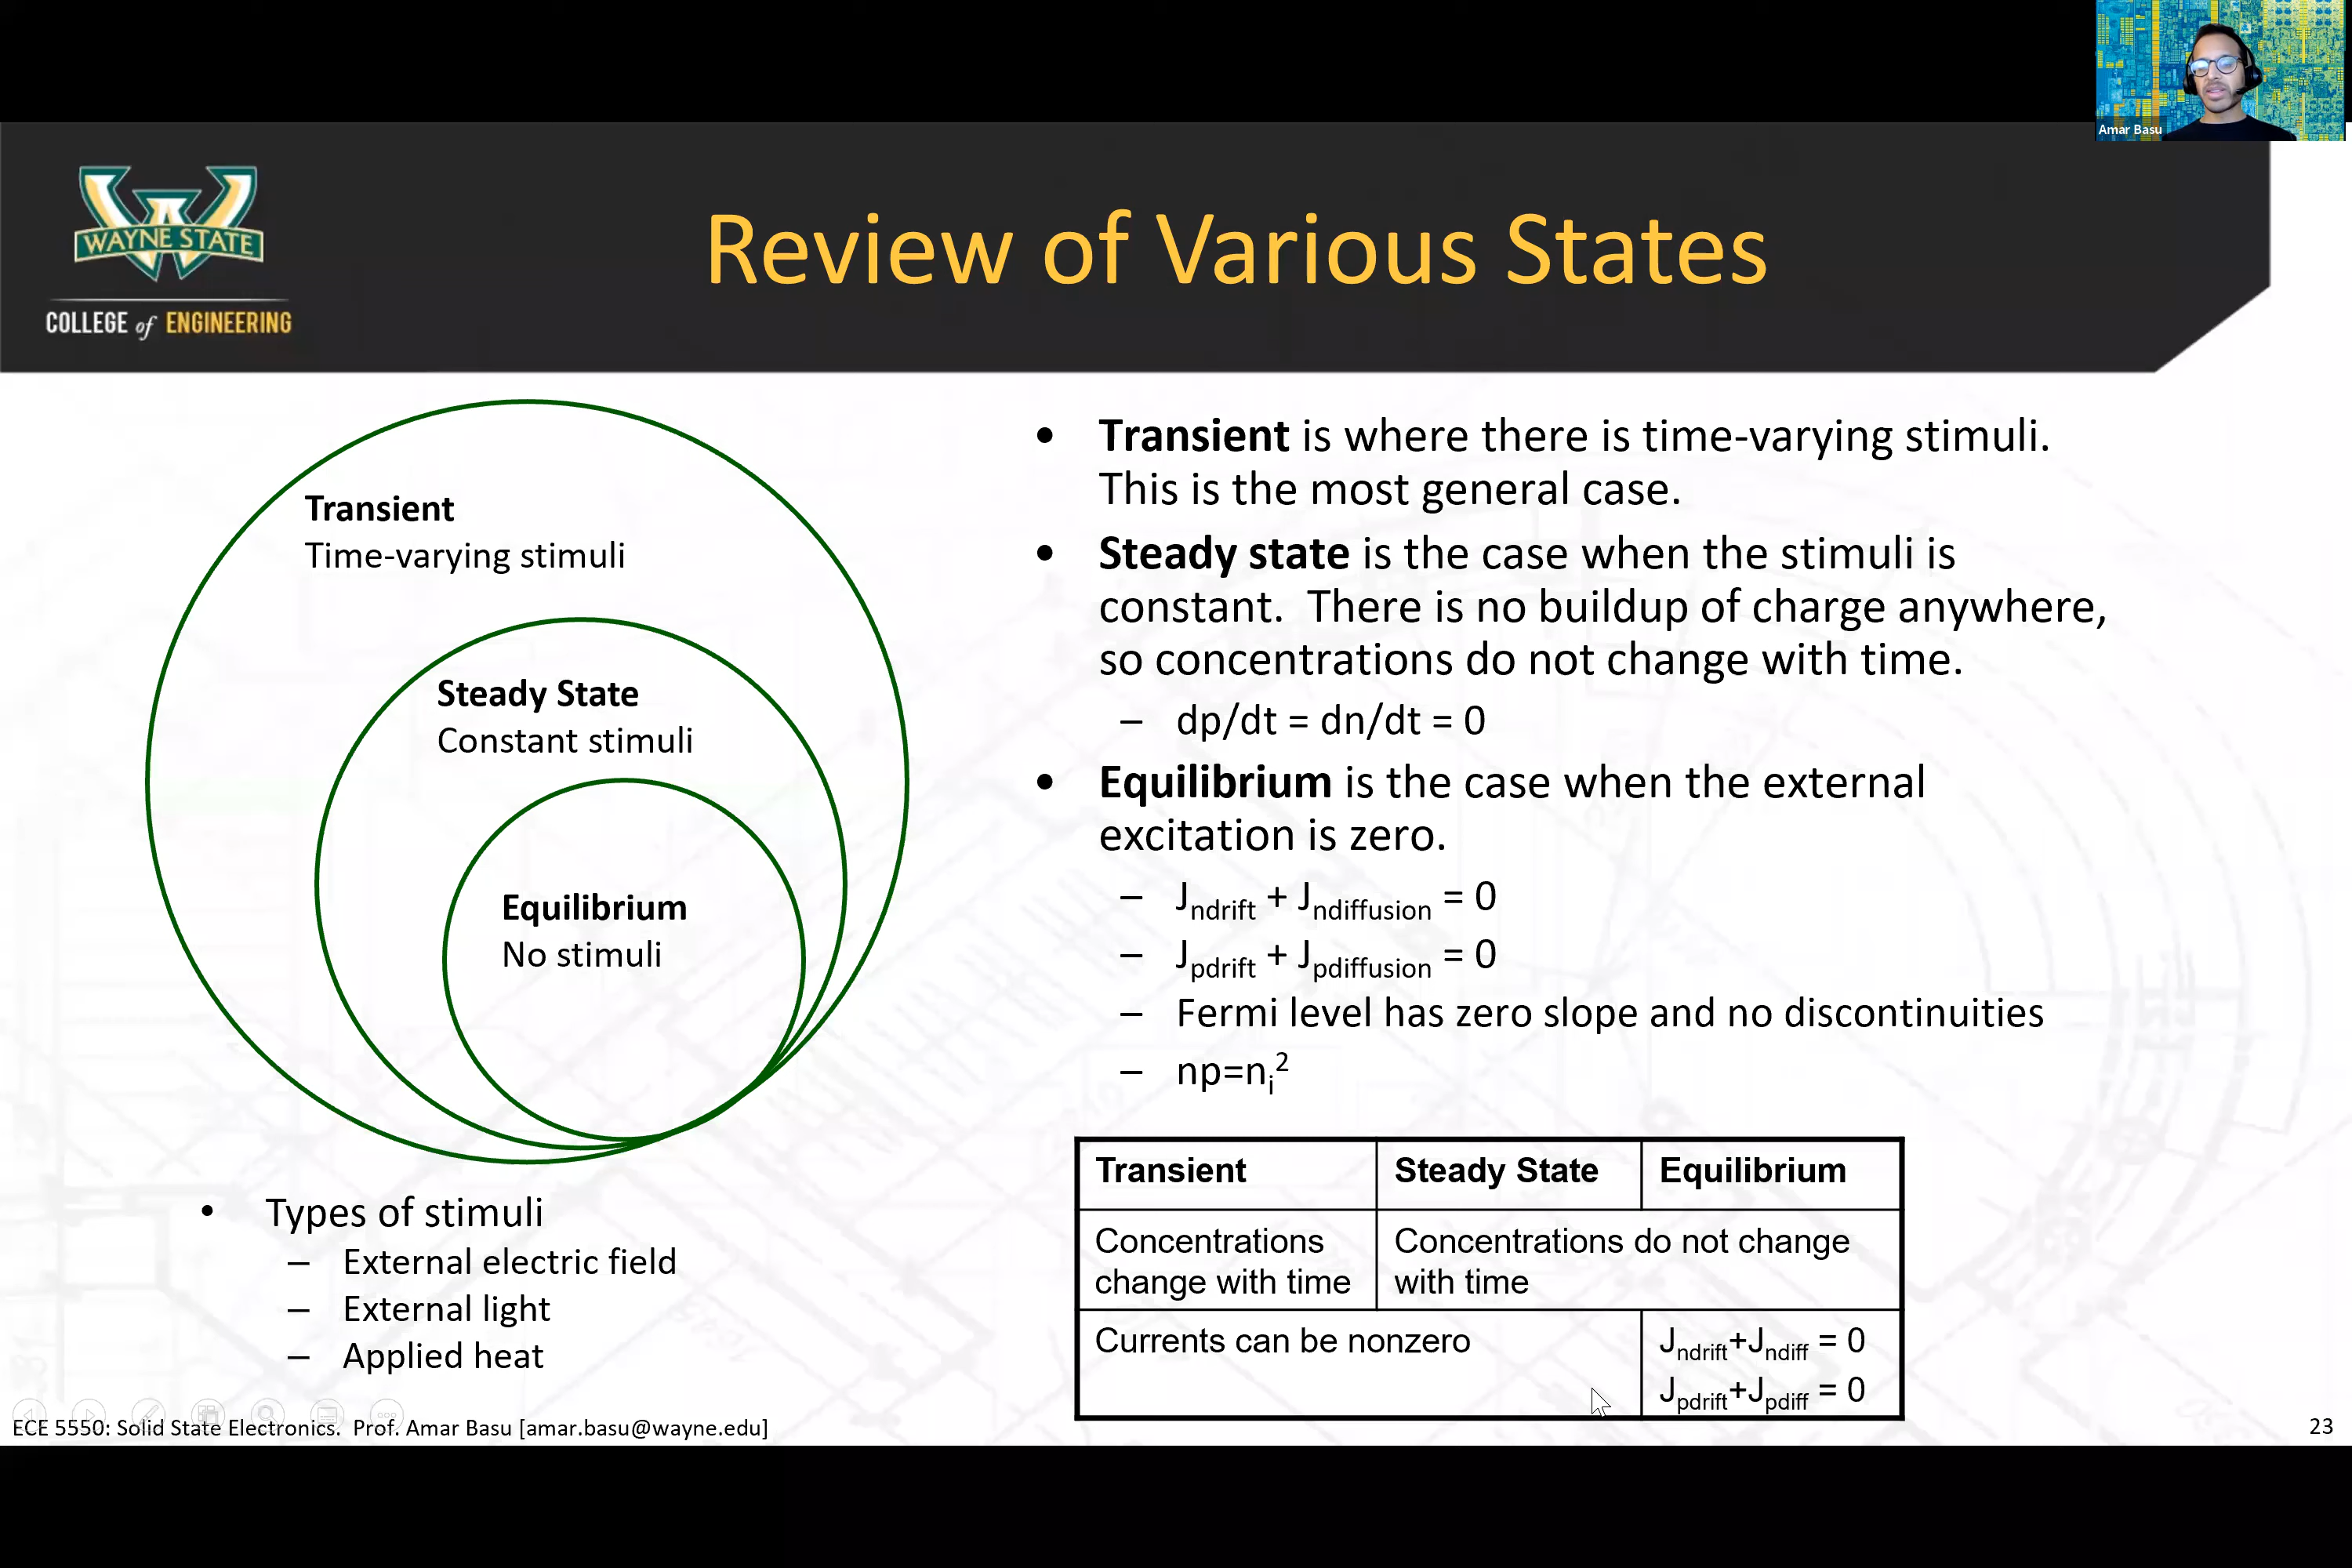 Amar Basu
WAYNE STATE
COLLEGE of ENGINEERING
Review of Various States
Transient
Time-varying stimuli
Steady State
Constant stimuli
Equilibrium
No stimuli
• Types of stimuli
– External electric field
– External light
– Applied heat
• Transient is where there is time-varying stimuli.
This is the most general case.
• Steady state is the case when the stimuli is
constant. There is no buildup of charge anywhere,
so concentrations do not change with time.
– dp/dt = dn/dt = 0
• Equilibrium is the case when the external
excitation is zero.
– Jndrift + Jndiffusion = 0
– Jpdrift + Jpdiffusion = 0
– Fermi level has zero slope and no discontinuities
– np=ni²
Transient Steady State Equilibrium
Concentrations
change with time
Concentrations do not change
with time
Currents can be nonzero
Jndrift+Jndiff = 0
Jpdrift+Jpdiff = 0
ECE 5550: Solid State Electronics. Prof. Amar Basu [amar.basu@wayne.edu]
23